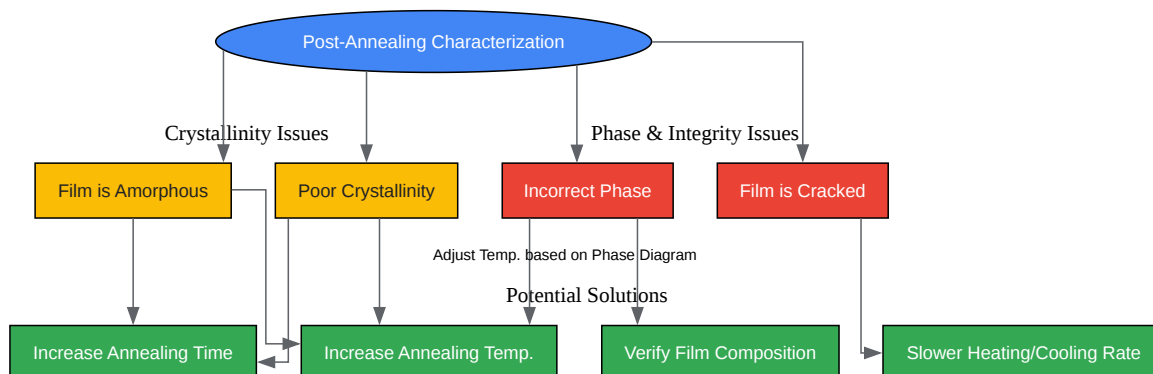 Post-Annealing Characterization
Crystallinity Issues
Phase & Integrity Issues
Film is Amorphous
Poor Crystallinity
Incorrect Phase
Film is Cracked
Adjust Temp. based on Phase Diagram
Potential Solutions
Increase Annealing Time
Increase Annealing Temp.
Verify Film Composition
Slower Heating/Cooling Rate